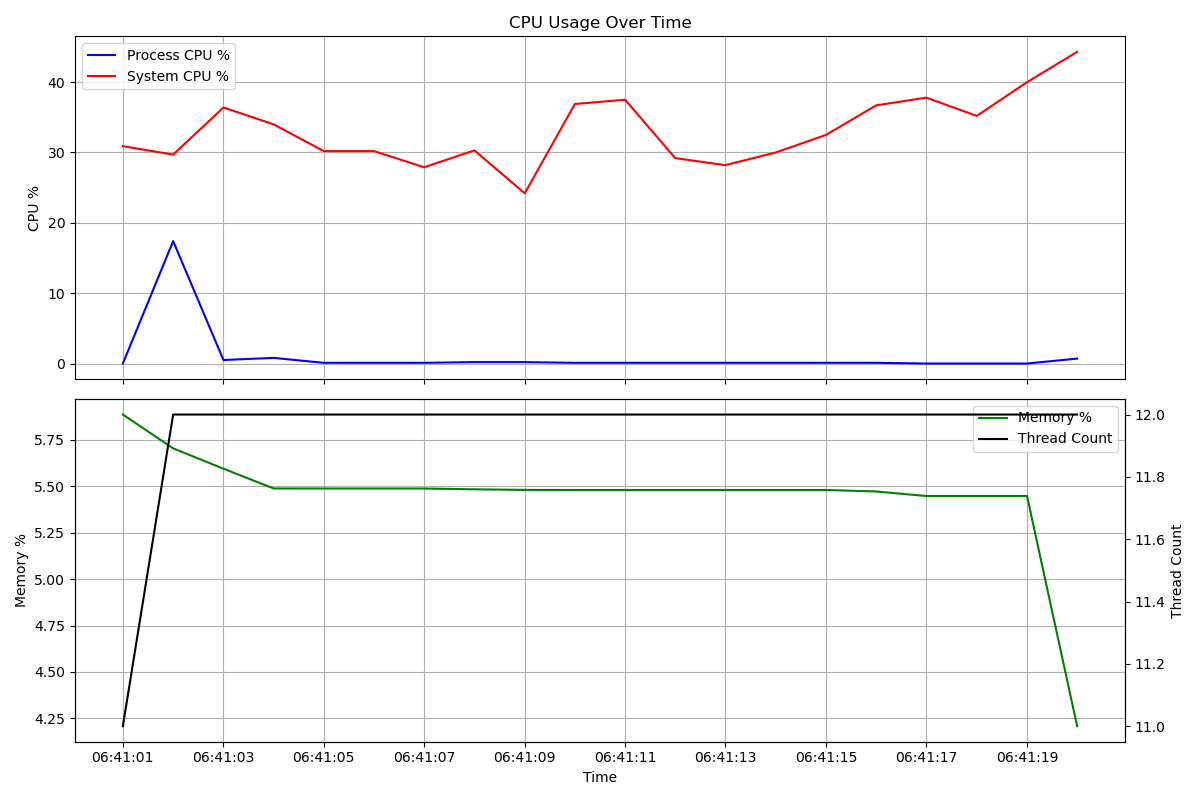 CPU Usage Over Time
Process CPU %
System CPU %
40
30
20
10
0
CPU %
Memory %
Thread Count
5.75
5.50
5.25
5.00
4.75
4.50
4.25
Memory %
12.0
11.8
11.6
11.4
11.2
11.0
Thread Count
06:41:01 06:41:03 06:41:05 06:41:07 06:41:09 06:41:11 06:41:13 06:41:15 06:41:17 06:41:19
Time